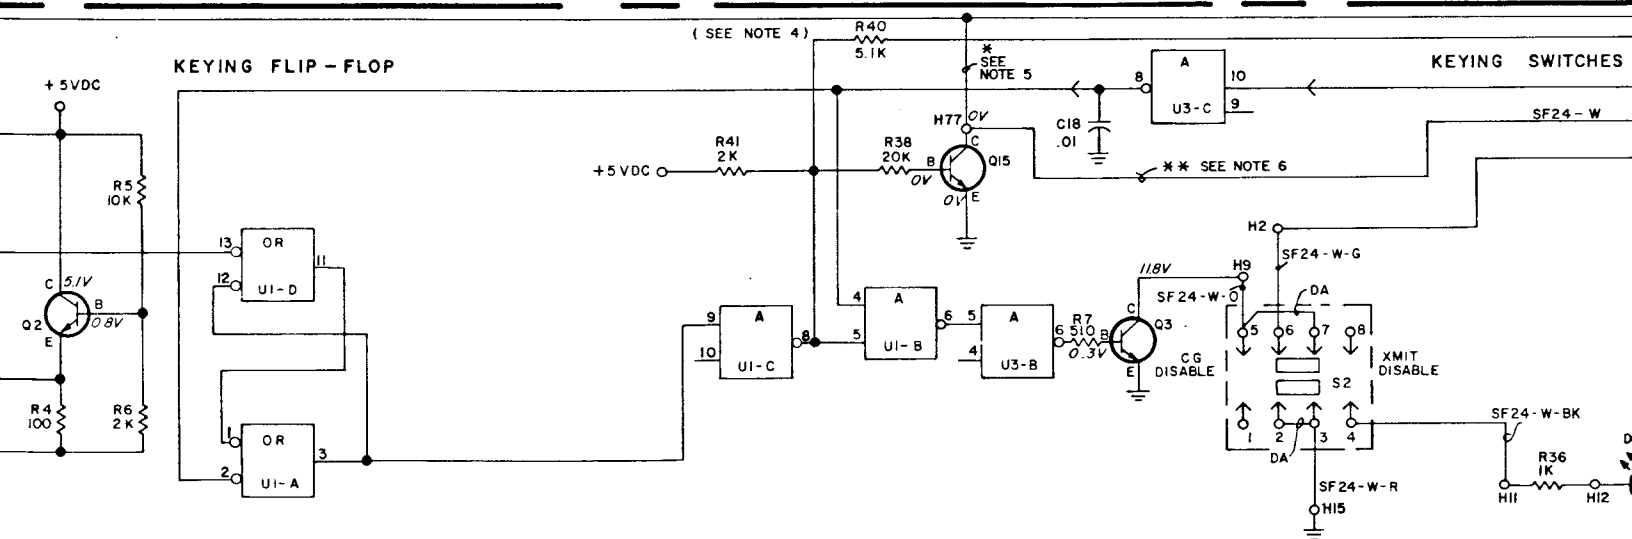 ( SEE NOTE 4)
R40
5.1K
KEYING FLIP-FLOP
*
SEE
NOTE 5
A
8
10
9
U3-C
KEYING SWITCHES
+5VDC
C18
.01
H77
0V
SF24-W
R41
2K
+5VDC
R38
20K
B
0V
C
Q15
0V
E
** SEE NOTE 6
R5
10K
H2
SF24-W-G
13
OR
11
12
U1-D
C
5.1V
Q2
B
0.8V
E
4
A
6
5
U1-B
5
A
6
4
U3-B
R7
510
0.3V
B
11.8V
C
Q3
E
H9
SF24-W-O
DA
5
6
7
8
CG
DISABLE
XMIT
DISABLE
S2
9
A
8
10
U1-C
R4
100
R6
2K
1
OR
3
2
U1-A
1
2
3
4
DA
SF24-W-BK
SF24-W-R
H15
R36
1K
H11
H12
D